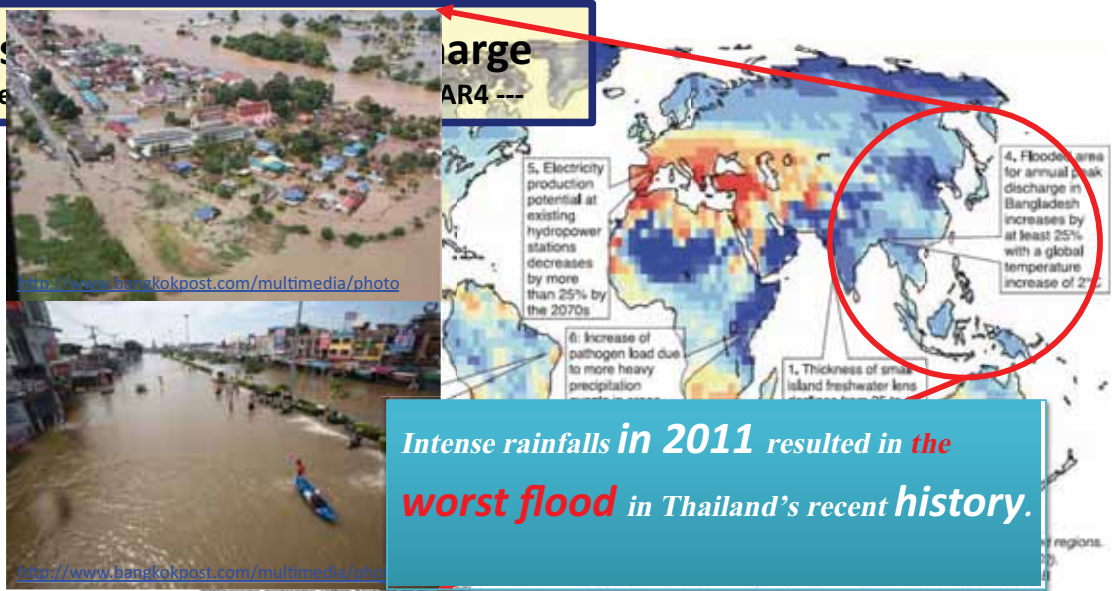 arge
AR4 ---
http://www.bangkokpost.com/multimedia/photo
http://www.bangkokpost.com/multimedia/pho
5. Electricity
production
potential at
existing
hydropower
stations
decreases
by more
than 25% by
the 2070s
4. Flooded area
for annual peak
discharge in
Bangladesh
increases by
at least 25%
with a global
temperature
increase of 2°C
6. Increase of
pathogen load due
to more heavy
precipitation
1. Thickness of small
island freshwater lens
Intense rainfalls in 2011 resulted in the
worst flood in Thailand's recent history.
regions.